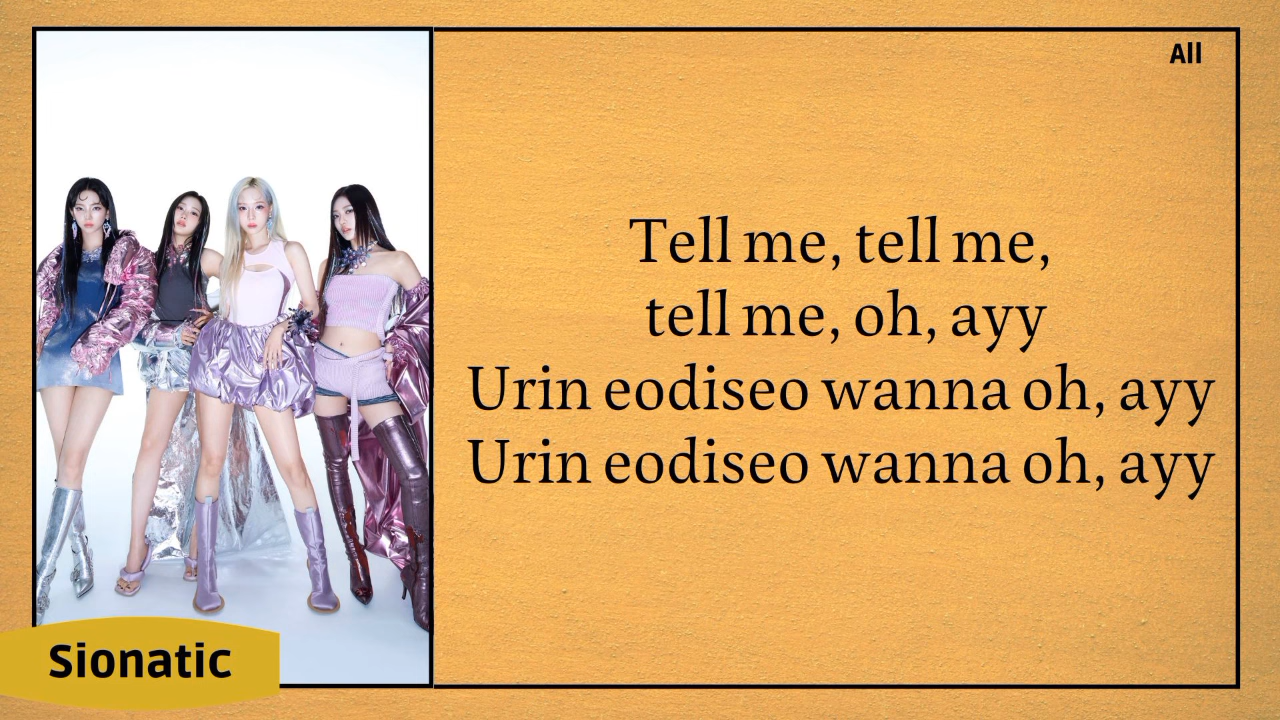 All
Tell me, tell me,
tell me, oh, ayy
Urin eodiseo wanna oh, ayy
Urin eodiseo wanna oh, ayy
Sionatic